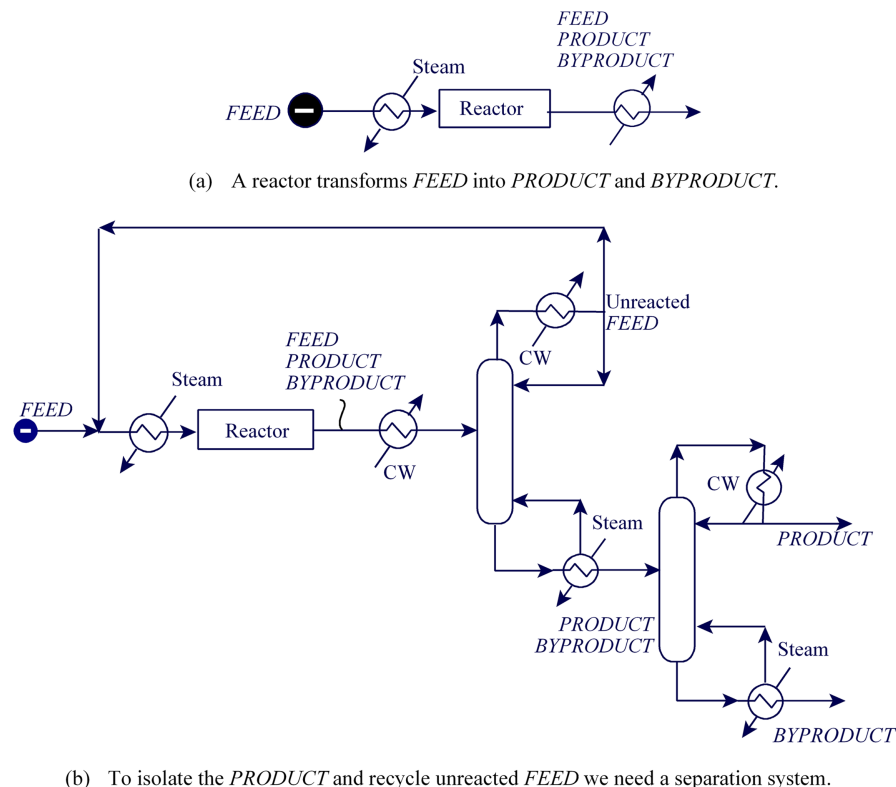 FEED
PRODUCT
BYPRODUCT
Steam
FEED
Reactor
(a) A reactor transforms FEED into PRODUCT and BYPRODUCT.
Unreacted
FEED
CW
FEED
PRODUCT
BYPRODUCT
Steam
FEED
Reactor
CW
CW
Steam
PRODUCT
PRODUCT
BYPRODUCT
Steam
BYPRODUCT
(b) To isolate the PRODUCT and recycle unreacted FEED we need a separation system.